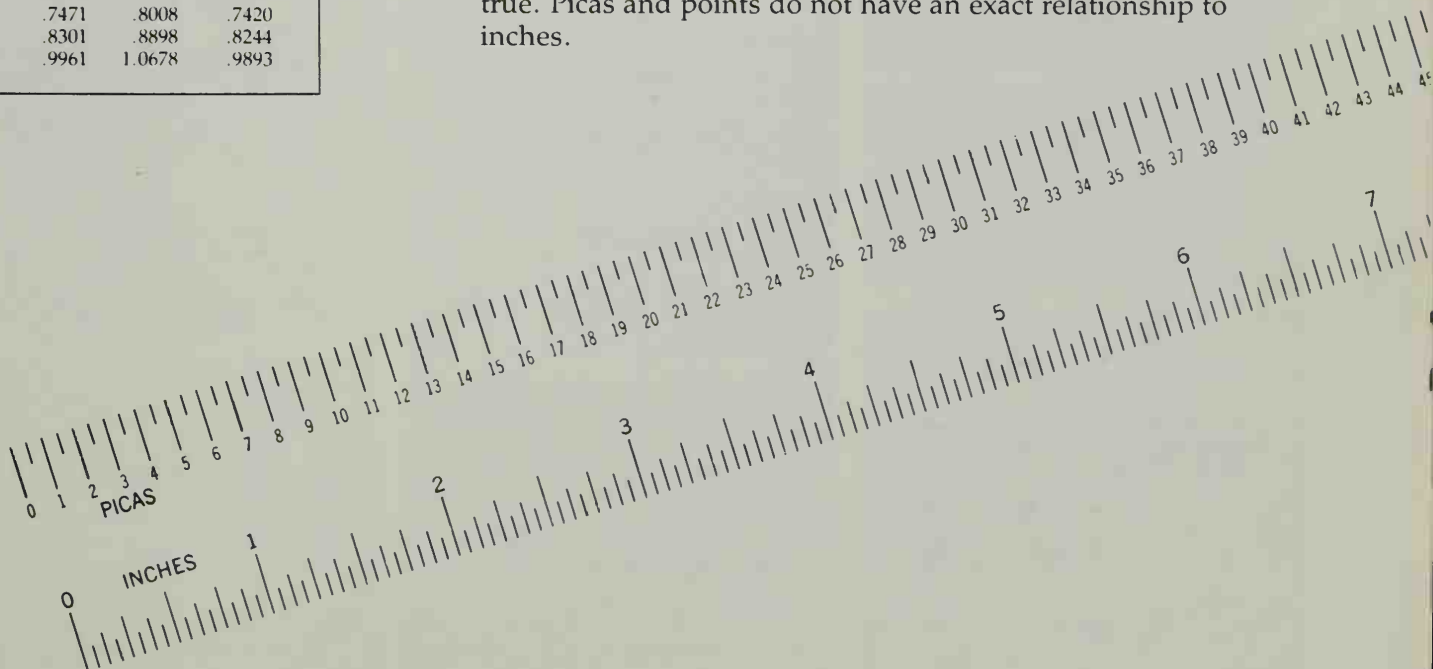 .7471 .8008 .7420
.8301 .8898 .8244
.9961 1.0678 .9893
true. Picas and points do not have an exact relationship to
inches.
0 1 2 3 4 5 6 7 8 9 10 11 12 13 14 15 16 17 18 19 20 21 22 23 24 25 26 27 28 29 30 31 32 33 34 35 36 37 38 39 40 41 42 43 44
PICAS
INCHES
0 1 2 3 4 5 6 7